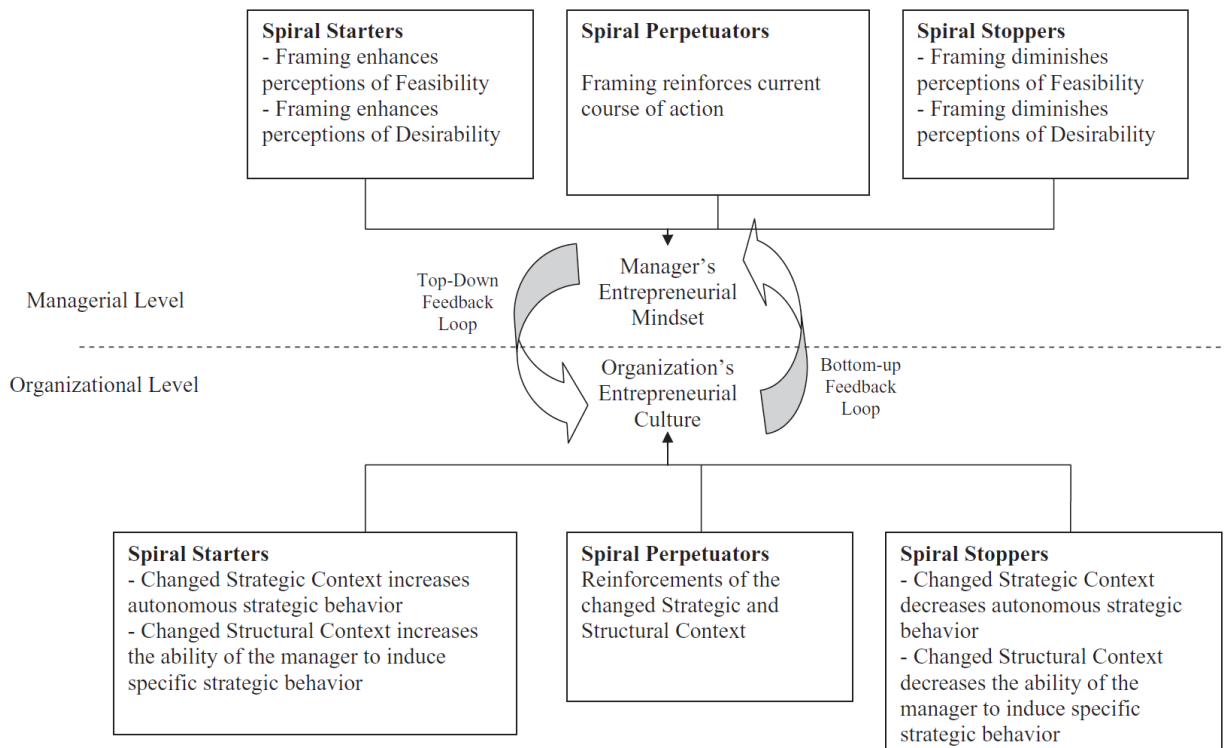 Spiral Starters
- Framing enhances
perceptions of Feasibility
- Framing enhances
perceptions of Desirability
Spiral Perpetuators
Framing reinforces current
course of action
Spiral Stoppers
- Framing diminishes
perceptions of Feasibility
- Framing diminishes
perceptions of Desirability
Top-Down
Feedback
Loop
Manager's
Entrepreneurial
Mindset
Managerial Level
Organizational Level
Organization's
Entrepreneurial
Culture
Bottom-up
Feedback
Loop
Spiral Starters
- Changed Strategic Context increases
autonomous strategic behavior
- Changed Structural Context increases
the ability of the manager to induce
specific strategic behavior
Spiral Perpetuators
Reinforcements of the
changed Strategic and
Structural Context
Spiral Stoppers
- Changed Strategic Context
decreases autonomous strategic
behavior
- Changed Structural Context
decreases the ability of the
manager to induce specific
strategic behavior